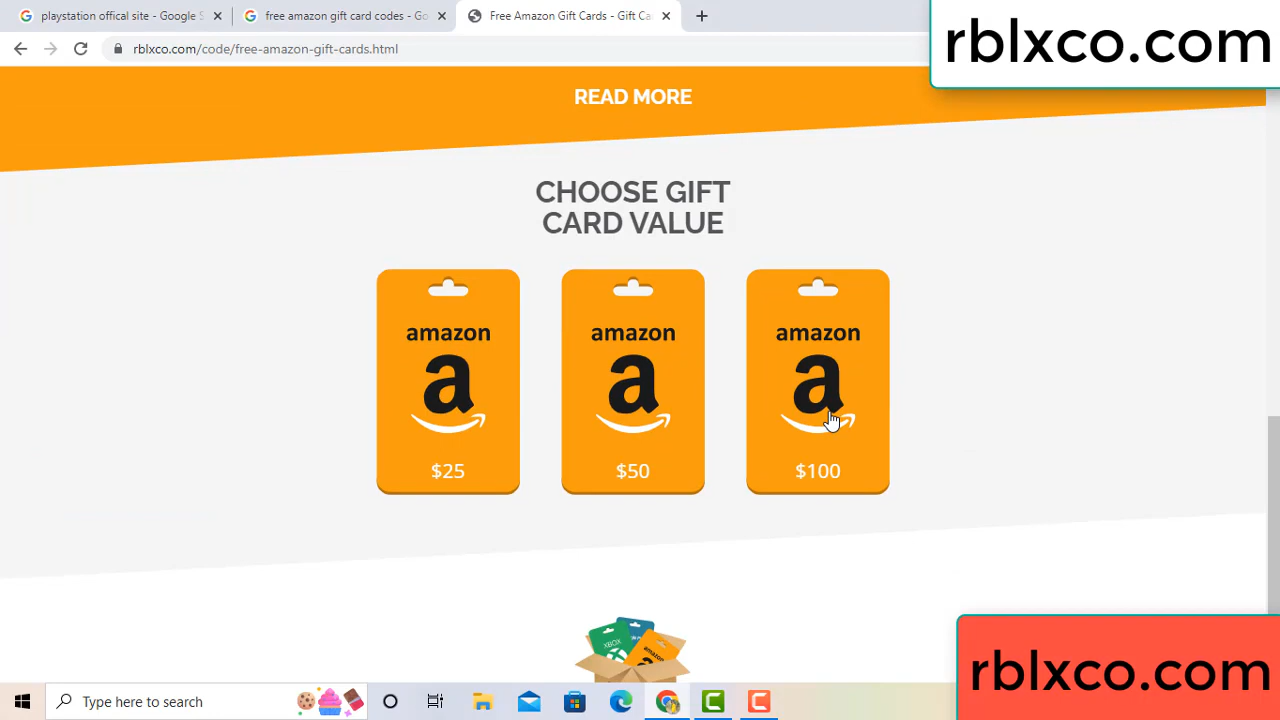 playstation offical site - Google S
free amazon gift card codes - Go
Free Amazon Gift Cards - Gift Ca
rblxco.com/code/free-amazon-gift-cards.html
rblxco.com
READ MORE
CHOOSE GIFT
CARD VALUE
amazon
a
$25
amazon
a
$50
amazon
a
$100
XBOX
rblxco.com
Type here to search